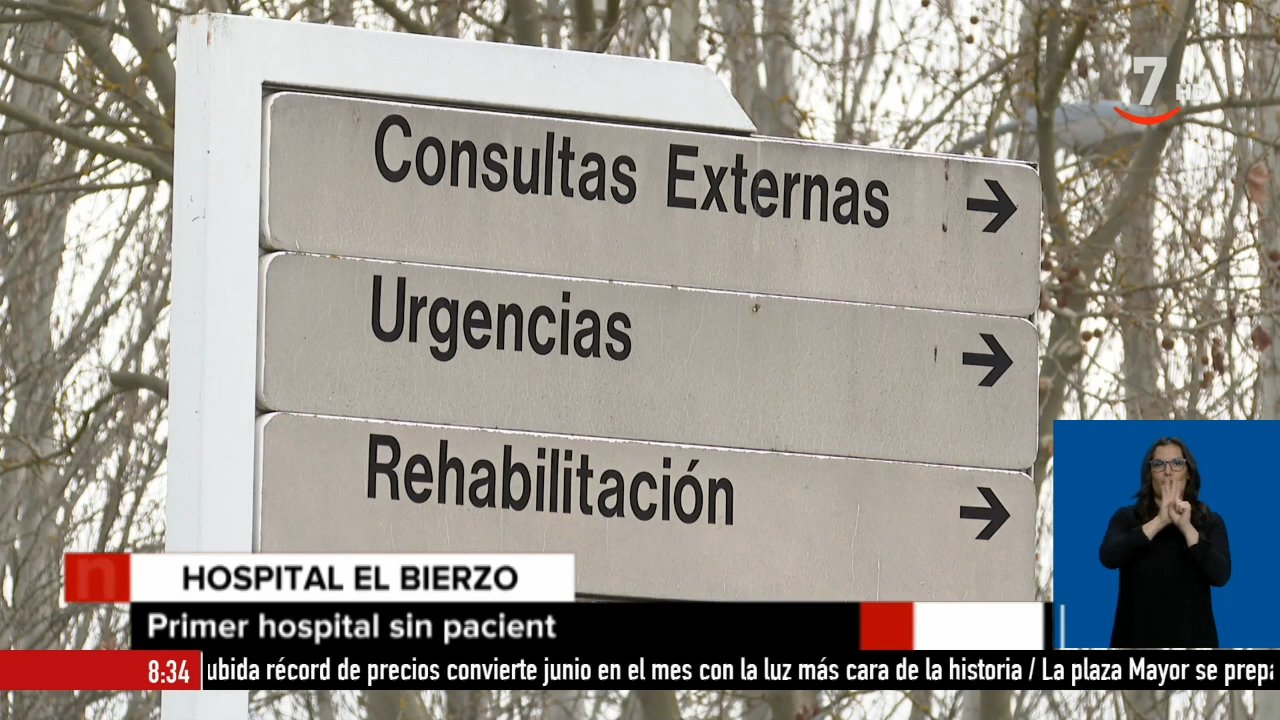 7 HD
Consultas Externas
Urgencias
Rehabilitación
n
HOSPITAL EL BIERZO
Primer hospital sin pacient
8:34
ubida récord de precios convierte junio en el mes con la luz más cara de la historia / La plaza Mayor se prepa